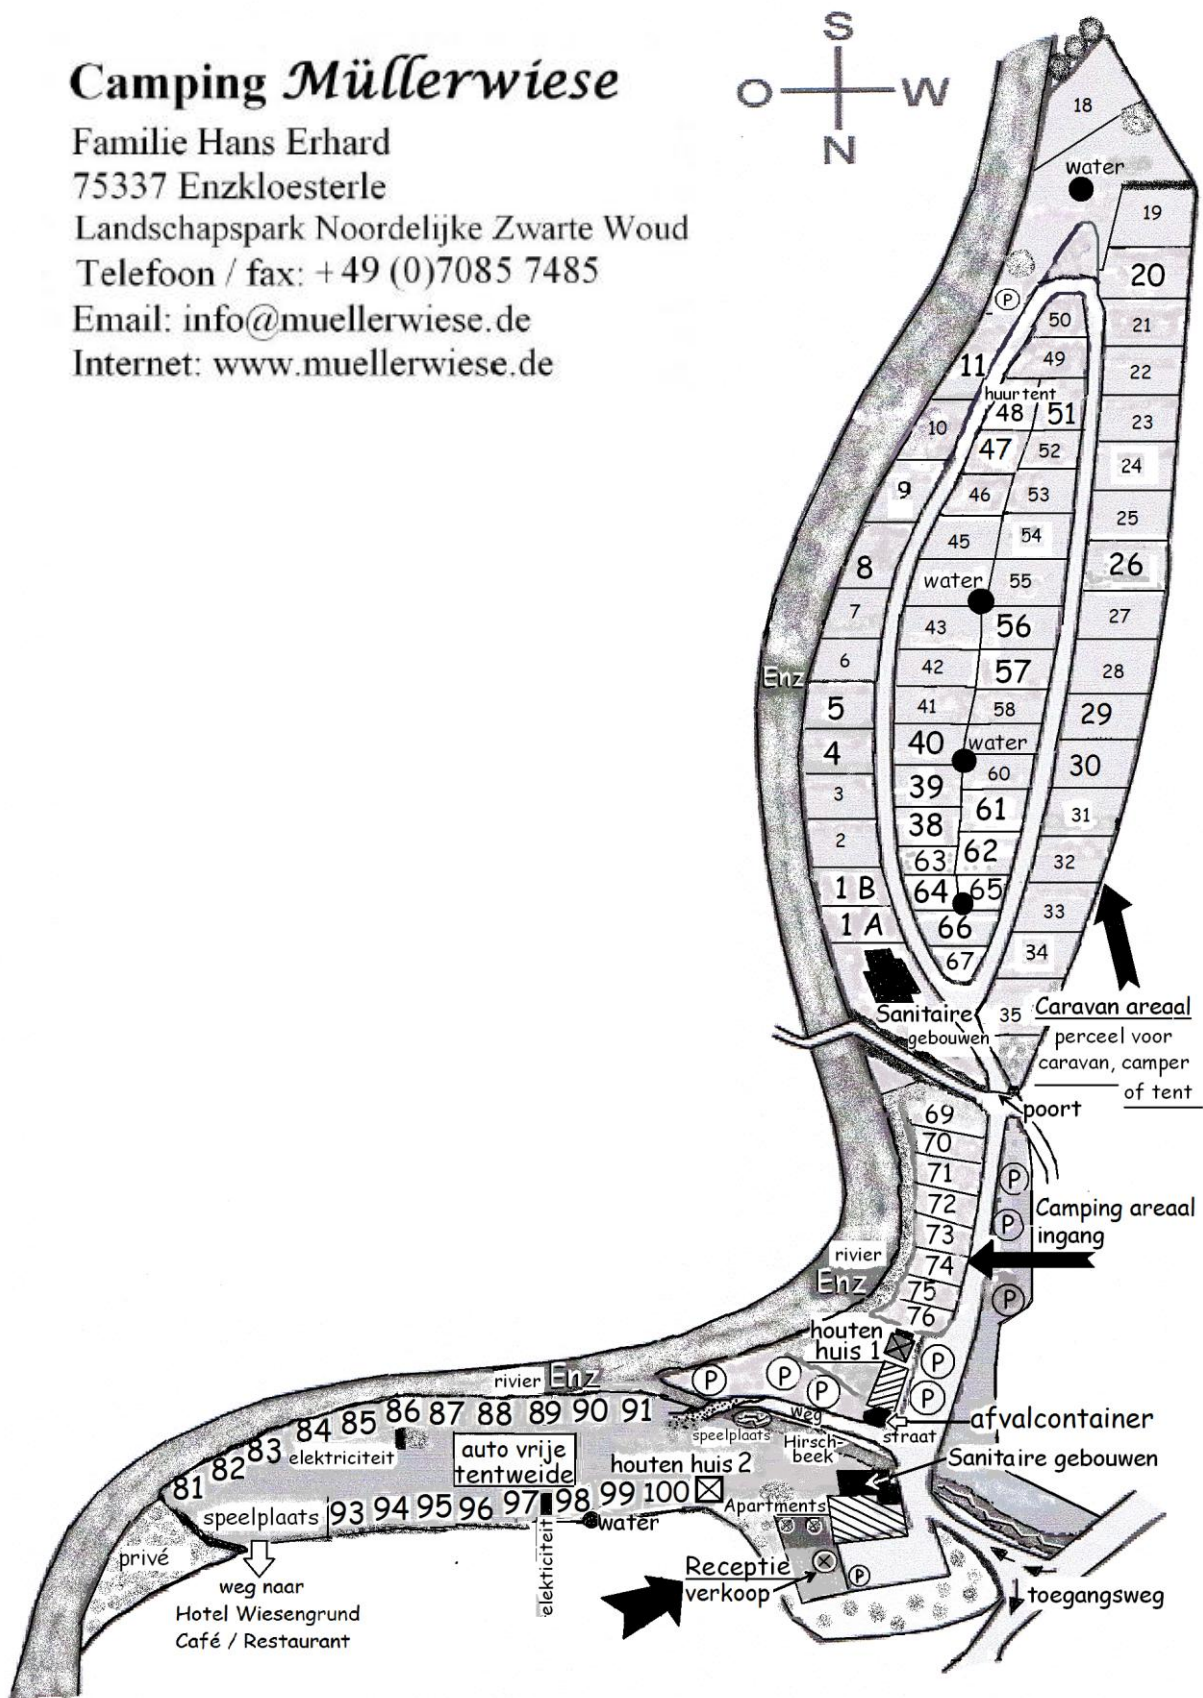 Camping Müllerwiese
Familie Hans Erhard
75337 Enzkloesterle
Landschapspark Noordelijke Zwarte Woud
Telefoon / fax: +49 (0)7085 7485
Email: info@muellerwiese.de
Internet: www.muellerwiese.de
S
O W
N
18
water
19
20
P
50
21
49
22
11
huur tent
48
51
23
10
47
52
24
9
46
53
25
45
54
8
26
water
55
7
27
43
56
6
42
57
28
Enz
5
41
58
29
4
40
water
30
60
3
39
61
31
38
2
62
32
63
1 B
64
65
33
1 A
66
34
67
35
Sanitaire
gebouwen
Caravan areaal
perceel voor
caravan, camper
of tent
poort
69
70
71
72
73
74
75
76
P
P
P
Camping areaal
ingang
rivier
Enz
houten
huis 1
P
P
P
P
P
P
rivier Enz
weg
straat
afvalcontainer
speelplaats
Hirsch-
beek
Sanitaire gebouwen
81
82
83
84
85
86
87
88
89
90
91
elektriciteit
auto vrije
tentweide
houten huis 2
speelplaats
93
94
95
96
97
98
99
100
Apartments
water
elekticiteit
privé
weg naar
Hotel Wiesengrund
Café / Restaurant
Receptie
verkoop
P
toegangsweg